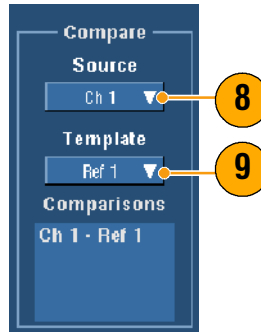 Compare
Source
Ch 1
8
Template
Ref 1
9
Comparisons
Ch 1 - Ref 1